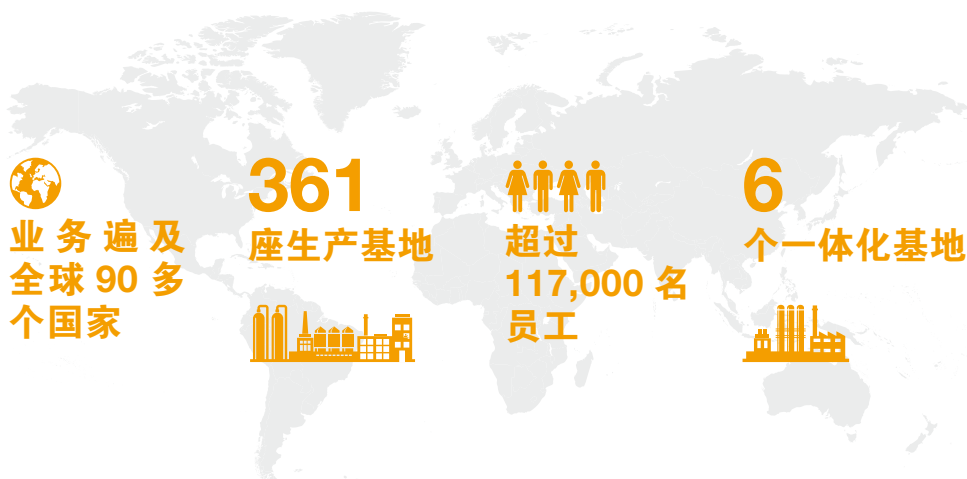 业务遍及
全球 90 多
个国家
361
座生产基地
超过
117,000 名
员工
6
个一体化基地